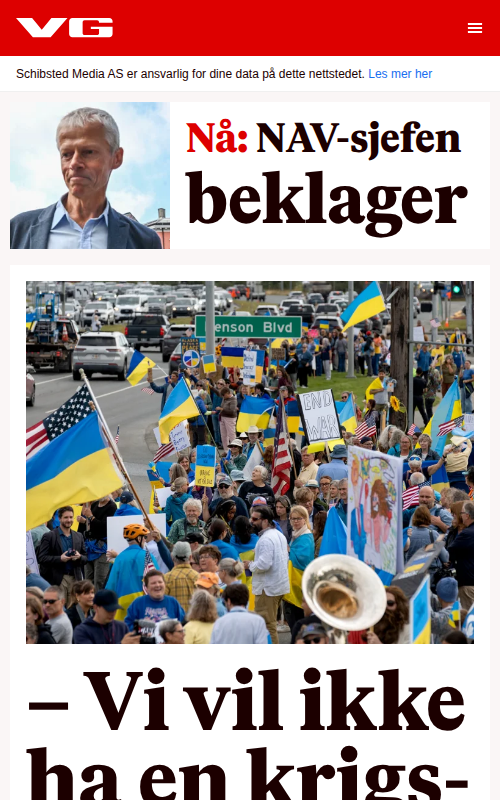 VG
Schibsted Media AS er ansvarlig for dine data på dette nettstedet. Les mer her
Nå: NAV-sjefen
beklager
enson Blvd
END
WAR
– Vi vil ikke
ha en krigs-